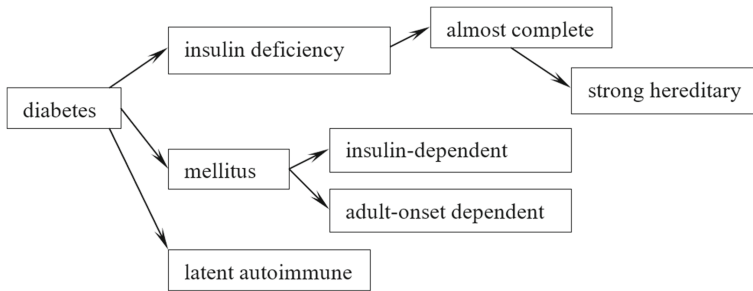 almost complete
insulin deficiency
strong hereditary
diabetes
insulin-dependent
mellitus
adult-onset dependent
latent autoimmune